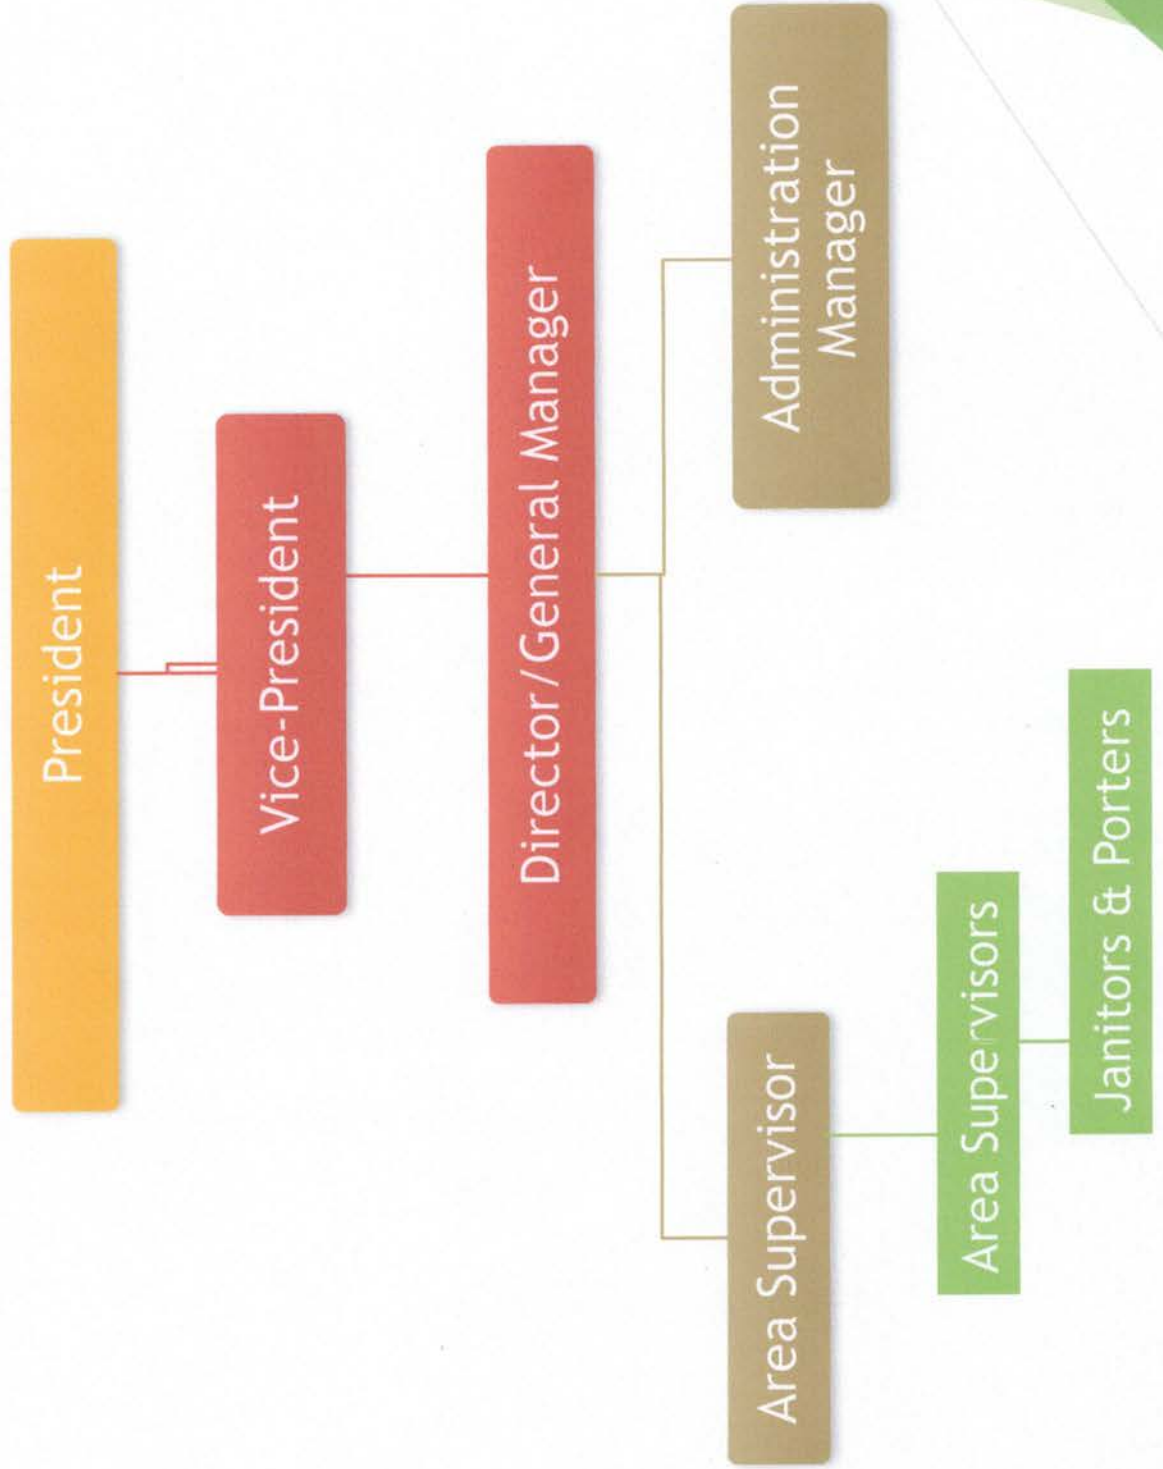 President
Vice-President
Director/General Manager
Area Supervisor
Administration
Manager
Area Supervisors
Janitors & Porters